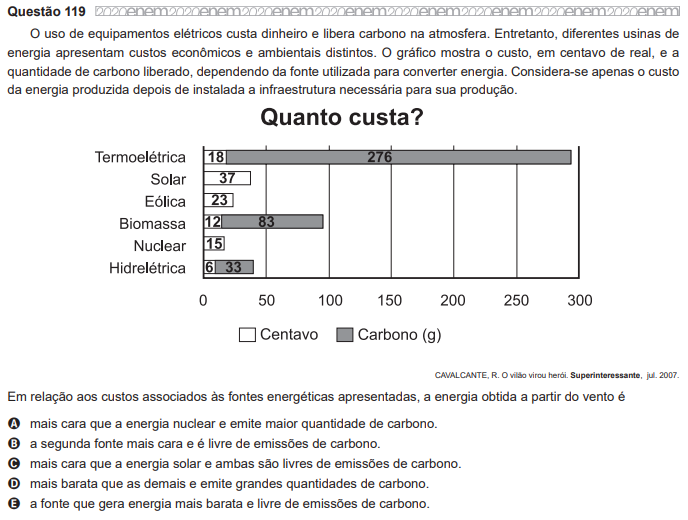 Questão 119 2020enem2020enem2020enem2020enem2020enem2020enem2020enem2020enem
O uso de equipamentos elétricos custa dinheiro e libera carbono na atmosfera. Entretanto, diferentes usinas de
energia apresentam custos econômicos e ambientais distintos. O gráfico mostra o custo, em centavo de real, e a
quantidade de carbono liberado, dependendo da fonte utilizada para converter energia. Considera-se apenas o custo
da energia produzida depois de instalada a infraestrutura necessária para sua produção.
Quanto custa?
Termoelétrica 18 276
Solar 37
Eólica 23
Biomassa 12 83
Nuclear 15
Hidrelétrica 6 33
0 50 100 150 200 250 300
Centavo Carbono (g)
CAVALCANTE, R. O vilão virou herói. Superinteressante, jul. 2007.
Em relação aos custos associados às fontes energéticas apresentadas, a energia obtida a partir do vento é
A mais cara que a energia nuclear e emite maior quantidade de carbono.
B a segunda fonte mais cara e é livre de emissões de carbono.
C mais cara que a energia solar e ambas são livres de emissões de carbono.
D mais barata que as demais e emite grandes quantidades de carbono.
E a fonte que gera energia mais barata e livre de emissões de carbono.